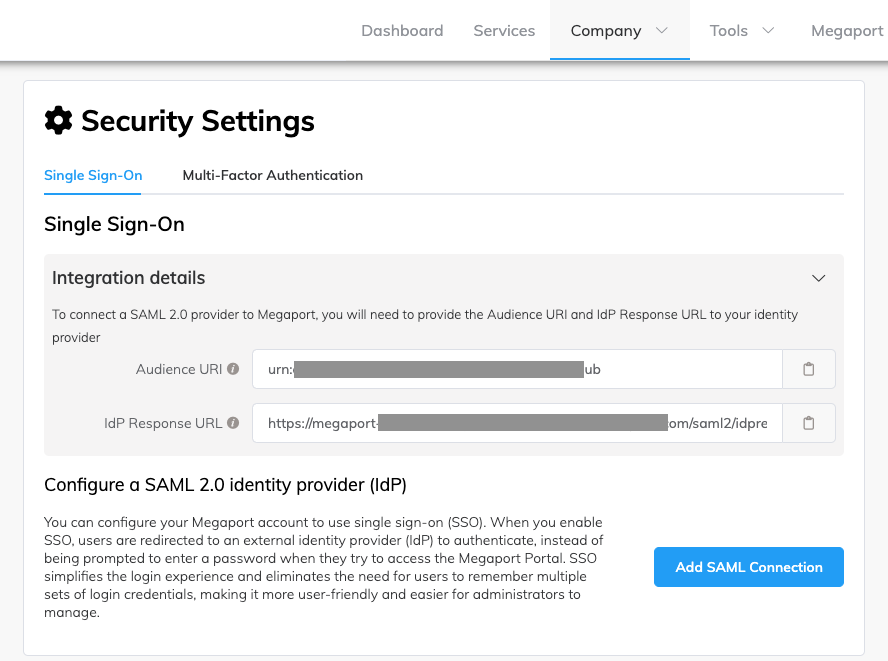 Dashboard Services Company Tools Megaport
Security Settings
Single Sign-On Multi-Factor Authentication
Single Sign-On
Integration details
To connect a SAML 2.0 provider to Megaport, you will need to provide the Audience URI and IdP Response URL to your identity
provider
Audience URI urn: ub
IdP Response URL https://megaport- om/saml2/idpre
Configure a SAML 2.0 identity provider (IdP)
You can configure your Megaport account to use single sign-on (SSO). When you enable
SSO, users are redirected to an external identity provider (IdP) to authenticate, instead of
being prompted to enter a password when they try to access the Megaport Portal. SSO
simplifies the login experience and eliminates the need for users to remember multiple
sets of login credentials, making it more user-friendly and easier for administrators to
manage.
Add SAML Connection